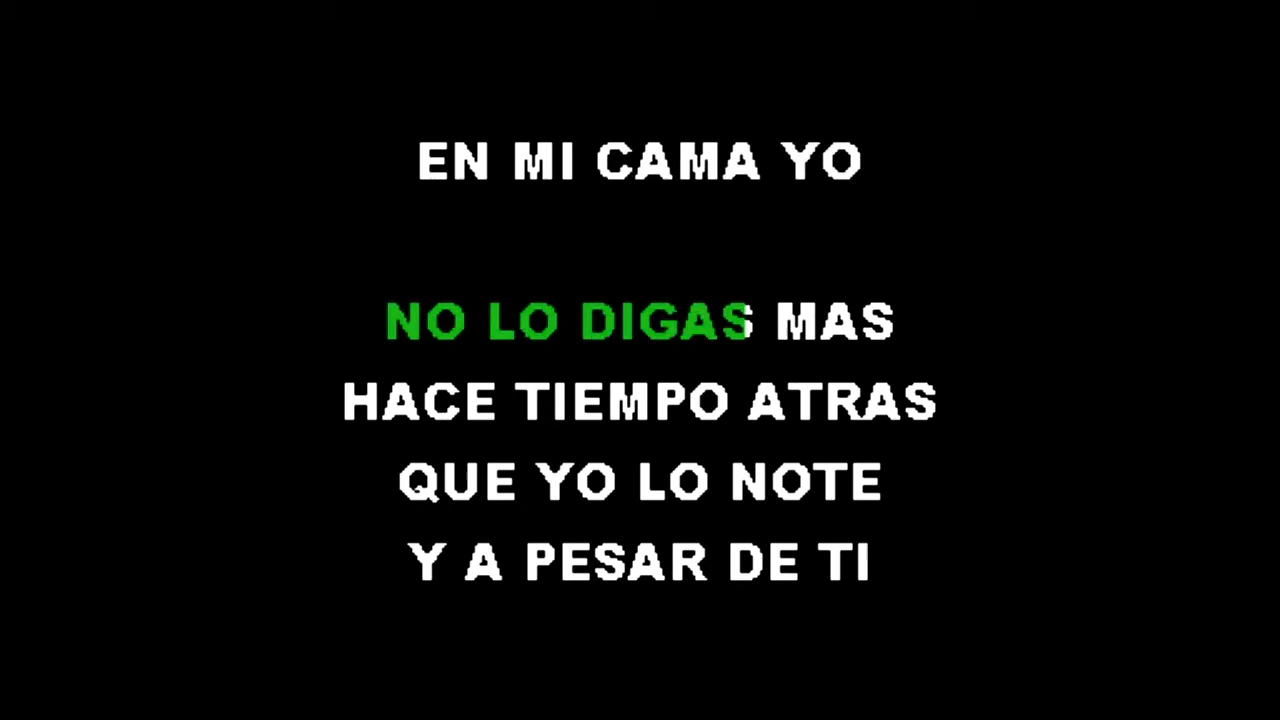 EN MI CAMA YO
NO LO DIGAS MAS
HACE TIEMPO ATRAS
QUE YO LO NOTE
Y A PESAR DE TI